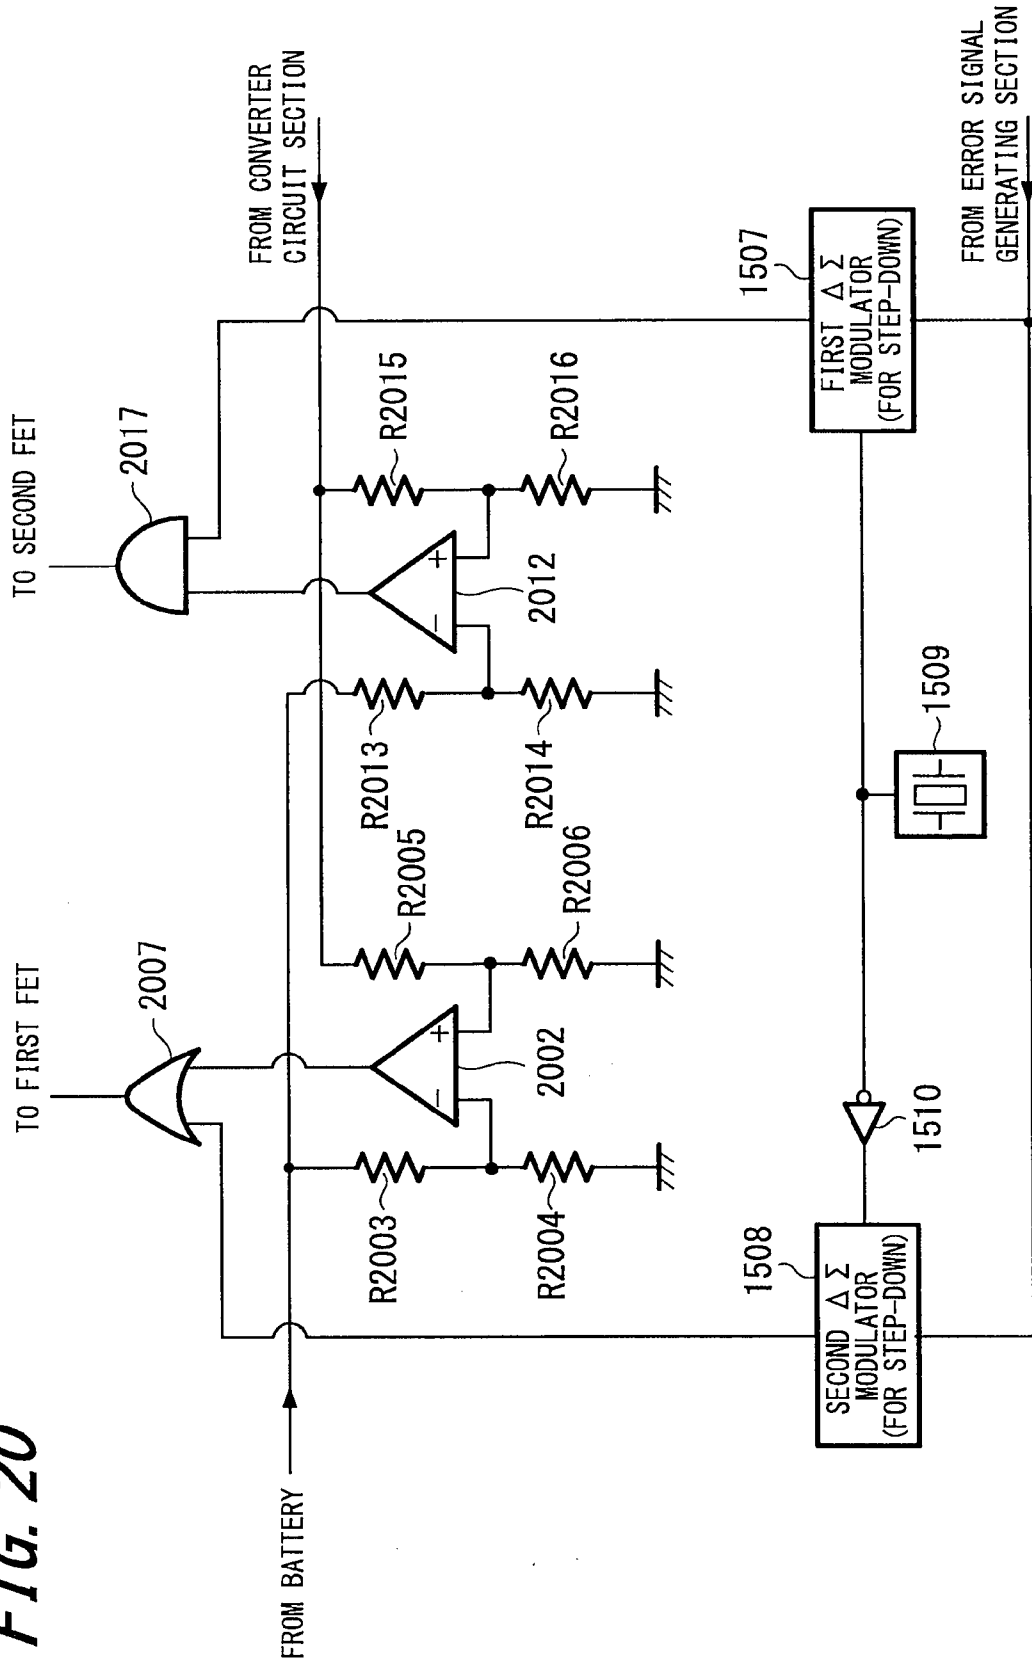 FIG. 20
TO FIRST FET
TO SECOND FET
2007
2017
FROM BATTERY
FROM CONVERTER
CIRCUIT SECTION
R2003
R2004
2002
R2005
R2006
R2013
R2014
2012
R2015
R2016
1508
SECOND Δ Σ
MODULATOR
(FOR STEP-DOWN)
1510
1509
1507
FIRST Δ Σ
MODULATOR
(FOR STEP-DOWN)
FROM ERROR SIGNAL
GENERATING SECTION